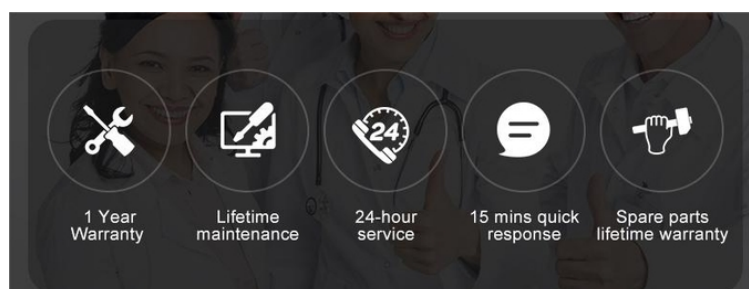 24
1 Year
Warranty
Lifetime
maintenance
24-hour
service
15 mins quick
response
Spare parts
lifetime warranty